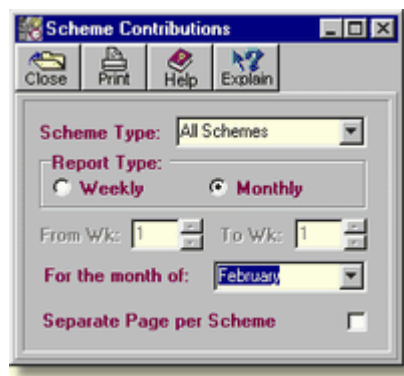 Scheme Contributions
Close Print Help Explain
Scheme Type: All Schemes
Report Type:
Weekly Monthly
From Wk: 1 To Wk: 1
For the month of: February
Separate Page per Scheme